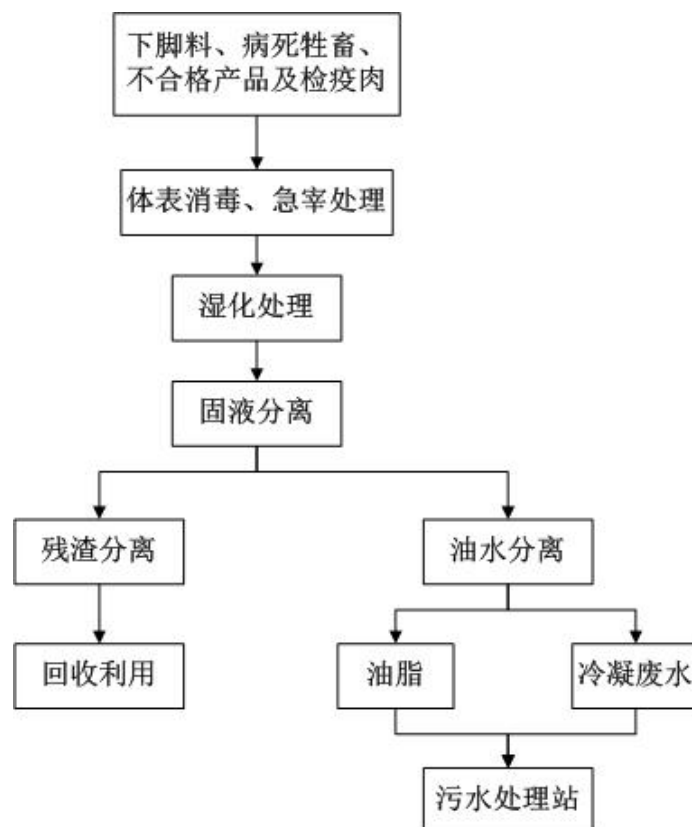 下脚料、病死牲畜、
不合格产品及检疫肉
体表消毒、急宰处理
湿化处理
固液分离
残渣分离
油水分离
回收利用
油脂
冷凝废水
污水处理站